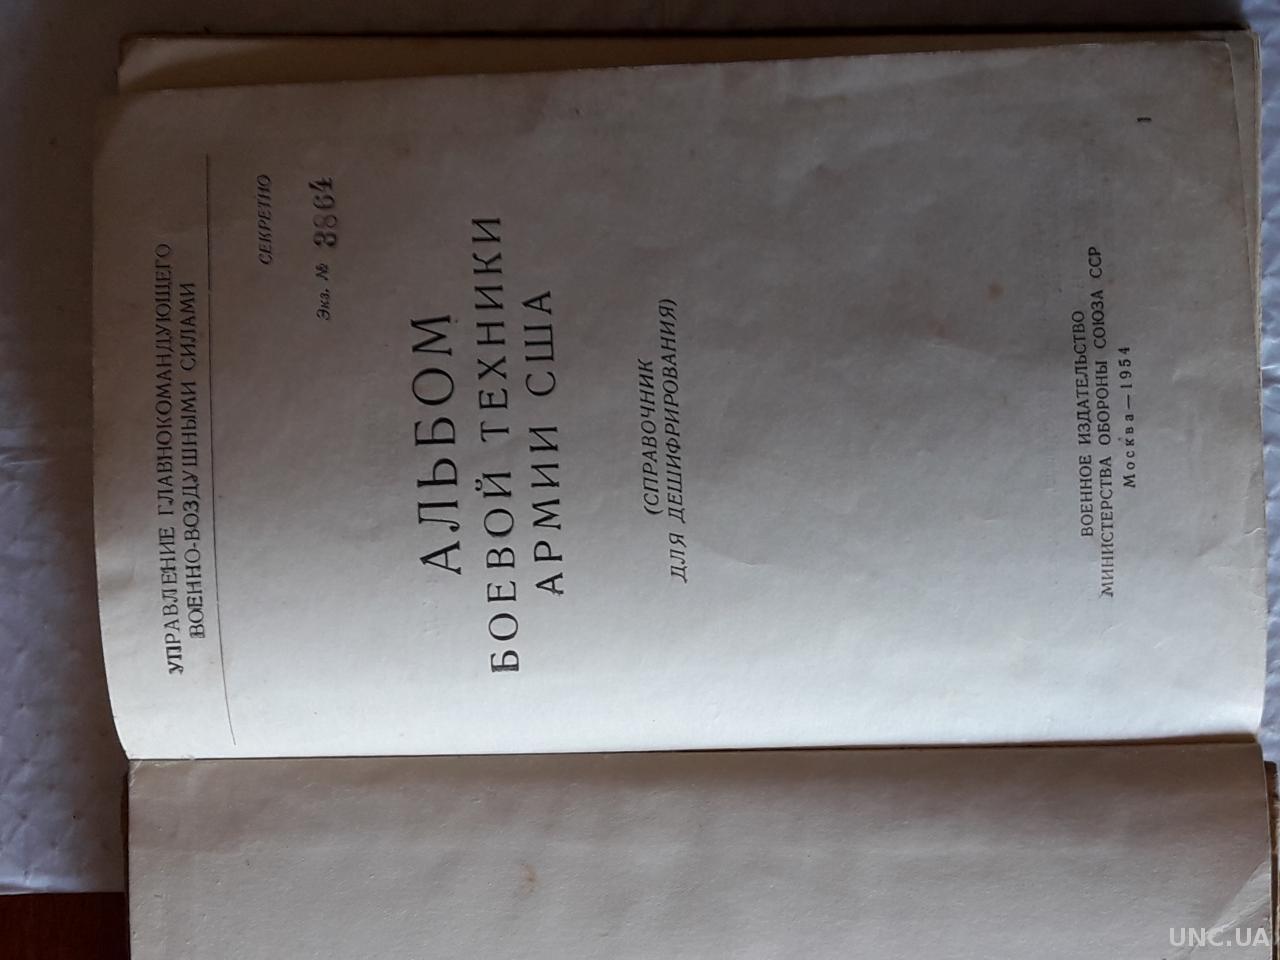 УПРАВЛЕНИЕ ГЛАВНОКОМАНДУЮЩЕГО
ВОЕННО-ВОЗДУШНЫМИ СИЛАМИ
СЕКРЕТНО
Экз. № 3864
АЛЬБОМ
БОЕВОЙ ТЕХНИКИ
АРМИИ США
(СПРАВОЧНИК
ДЛЯ ДЕШИФРИРОВАНИЯ)
ВОЕННОЕ ИЗДАТЕЛЬСТВО
МИНИСТЕРСТВА ОБОРОНЫ СОЮЗА ССР
Москва — 1954
1
UNC.UA